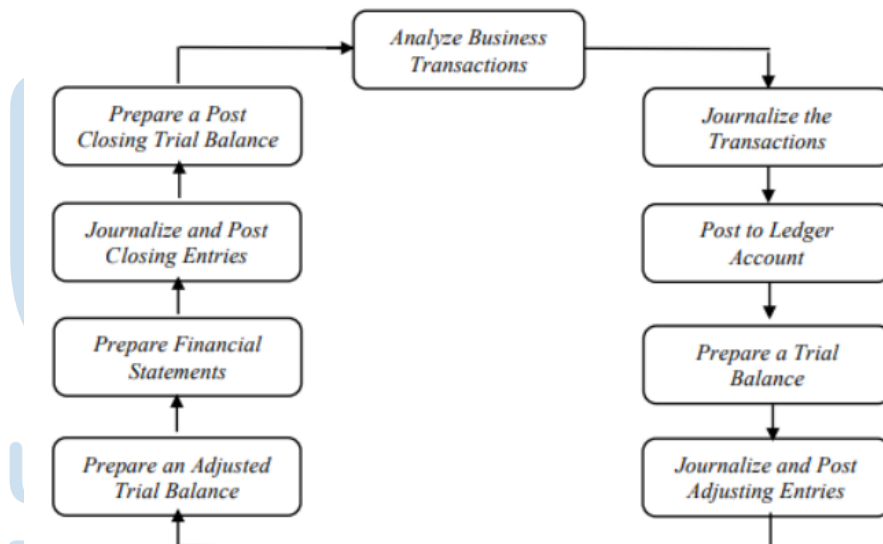 Analyze Business
Transactions
Journalize the
Transactions
Post to Ledger
Account
Prepare a Trial
Balance
Journalize and Post
Adjusting Entries
Prepare an Adjusted
Trial Balance
Prepare Financial
Statements
Journalize and Post
Closing Entries
Prepare a Post
Closing Trial Balance